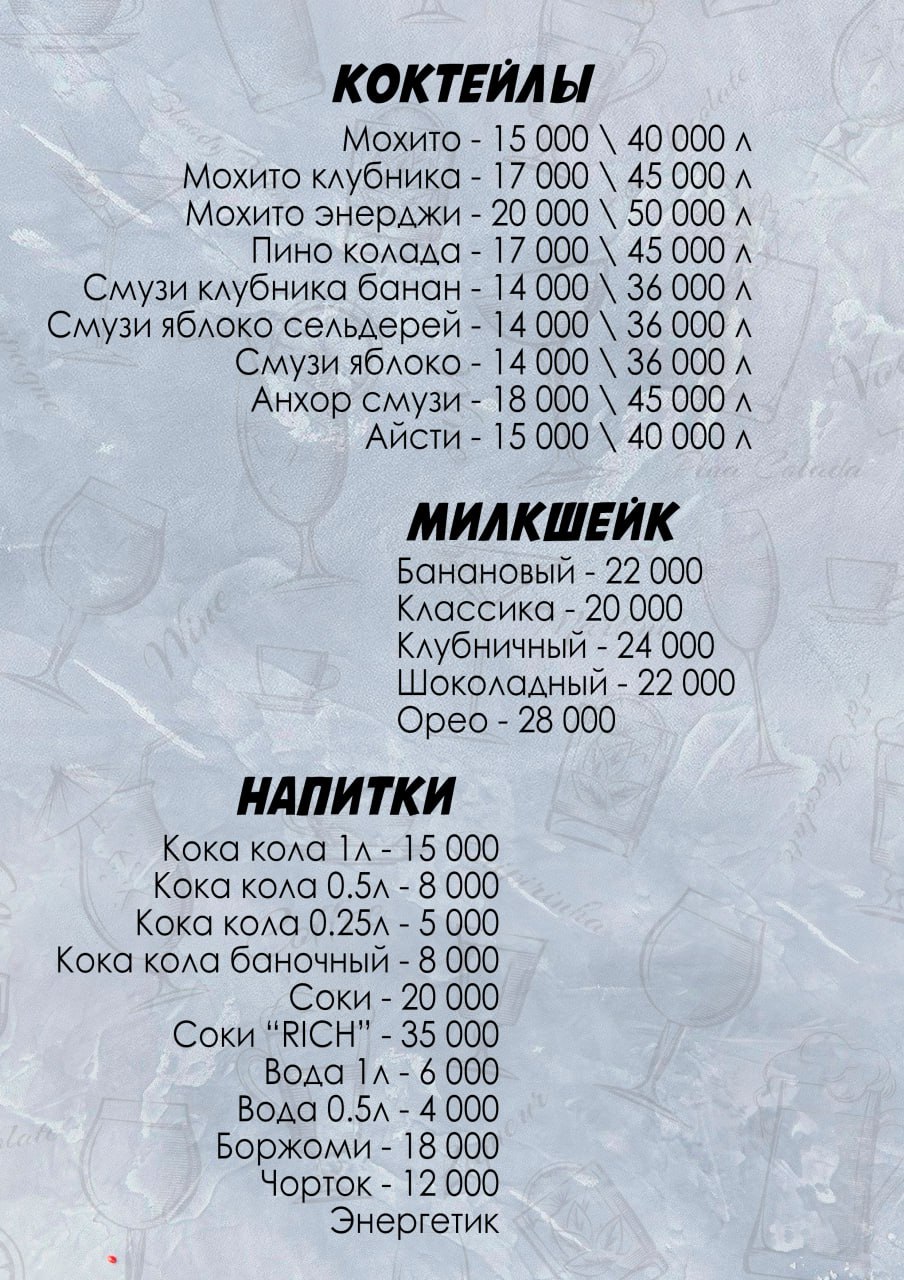 КОКТЕЙЛЫ
Мохито - 15 000 \ 40 000 л
Мохито клубника - 17 000 \ 45 000 л
Мохито энерджи - 20 000 \ 50 000 л
Пино колада - 17 000 \ 45 000 л
Смузи клубника банан - 14 000 \ 36 000 л
Смузи яблоко сельдерей - 14 000 \ 36 000 л
Смузи яблоко - 14 000 \ 36 000 л
Анхор смузи - 18 000 \ 45 000 л
Айсти - 15 000 \ 40 000 л
Pina Colada
МИЛКШЕЙК
Банановый - 22 000
Классика - 20 000
Клубничный - 24 000
Шоколадный - 22 000
Орео - 28 000
Wine
НАПИТКИ
Кока кола 1л - 15 000
Кока кола 0.5л - 8 000
Кока кола 0.25л - 5 000
Кока кола баночный - 8 000
Соки - 20 000
Соки “RICH” - 35 000
Вода 1л - 6 000
Вода 0.5л - 4 000
Боржоми - 18 000
Чорток - 12 000
Энергетик